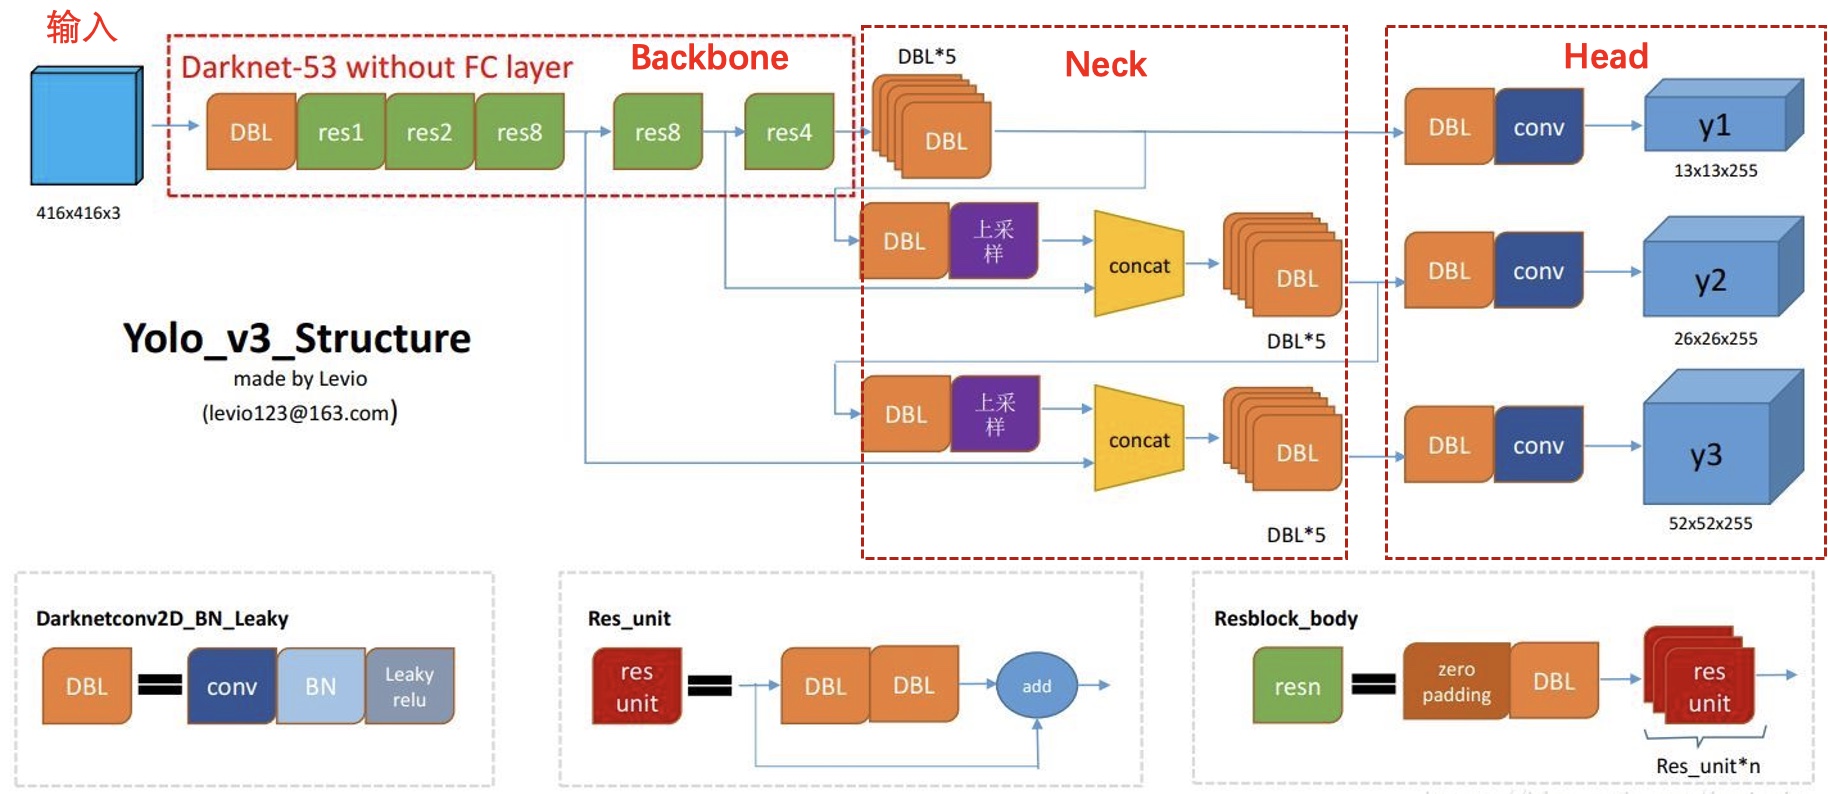 输入
Darknet-53 without FC layer
Backbone
DBL*5
Neck
Head
DBL
res1
res2
res8
res8
res4
DBL
DBL
conv
y1
13x13x255
416x416x3
DBL
上采
样
concat
DBL
DBL*5
DBL
conv
y2
26x26x255
Yolo_v3_Structure
made by Levio
(levio123@163.com)
DBL
上采
样
concat
DBL
DBL*5
DBL
conv
y3
52x52x255
Darknetconv2D_BN_Leaky
DBL
conv
BN
Leaky
relu
Res_unit
res
unit
DBL
DBL
add
Resblock_body
resn
zero
padding
DBL
res
unit
Res_unit*n